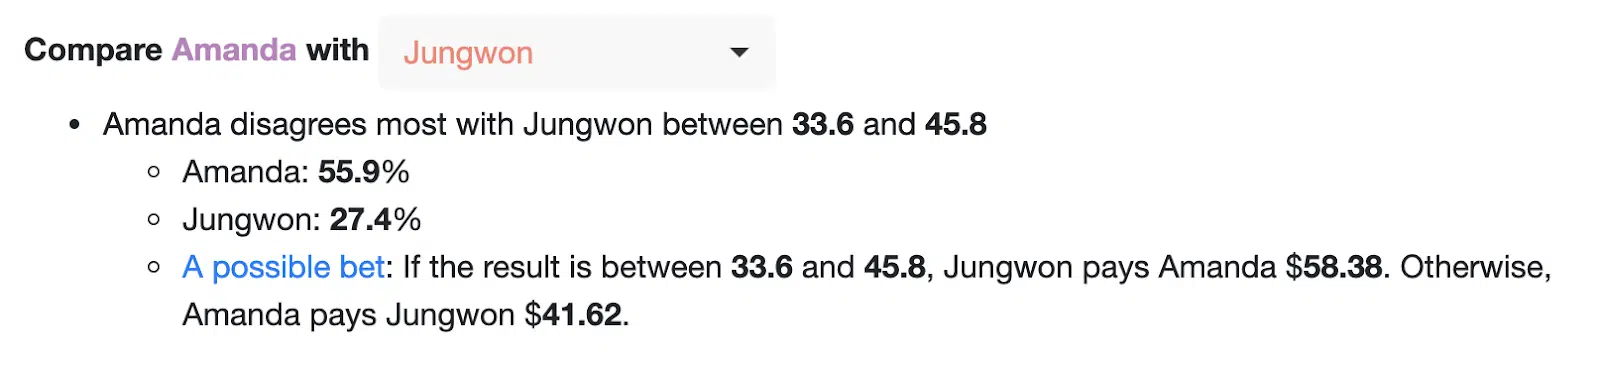 Compare Amanda with Jungwon
• Amanda disagrees most with Jungwon between 33.6 and 45.8
◦ Amanda: 55.9%
◦ Jungwon: 27.4%
◦ A possible bet: If the result is between 33.6 and 45.8, Jungwon pays Amanda $58.38. Otherwise,
Amanda pays Jungwon $41.62.